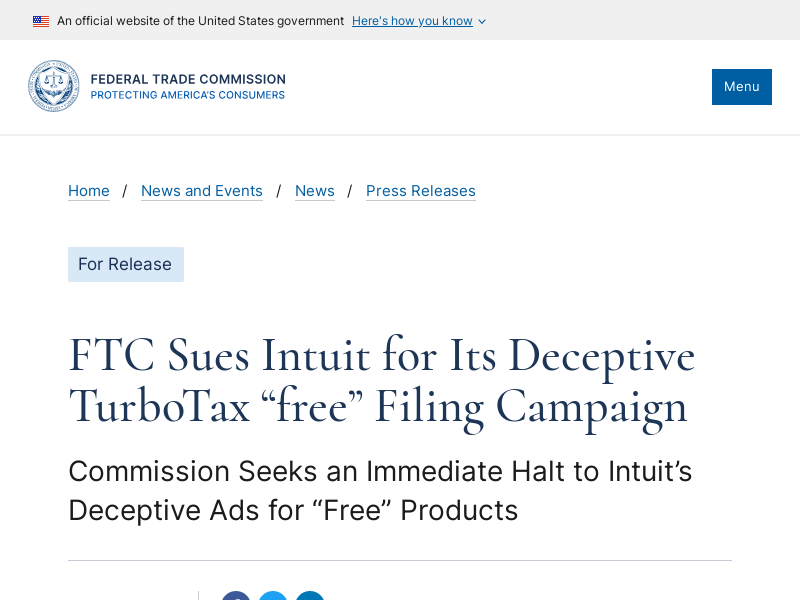 An official website of the United States government Here's how you know
FEDERAL TRADE COMMISSION
PROTECTING AMERICA'S CONSUMERS
Menu
Home / News and Events / News / Press Releases
For Release
FTC Sues Intuit for Its Deceptive
TurboTax “free” Filing Campaign
Commission Seeks an Immediate Halt to Intuit’s
Deceptive Ads for “Free” Products